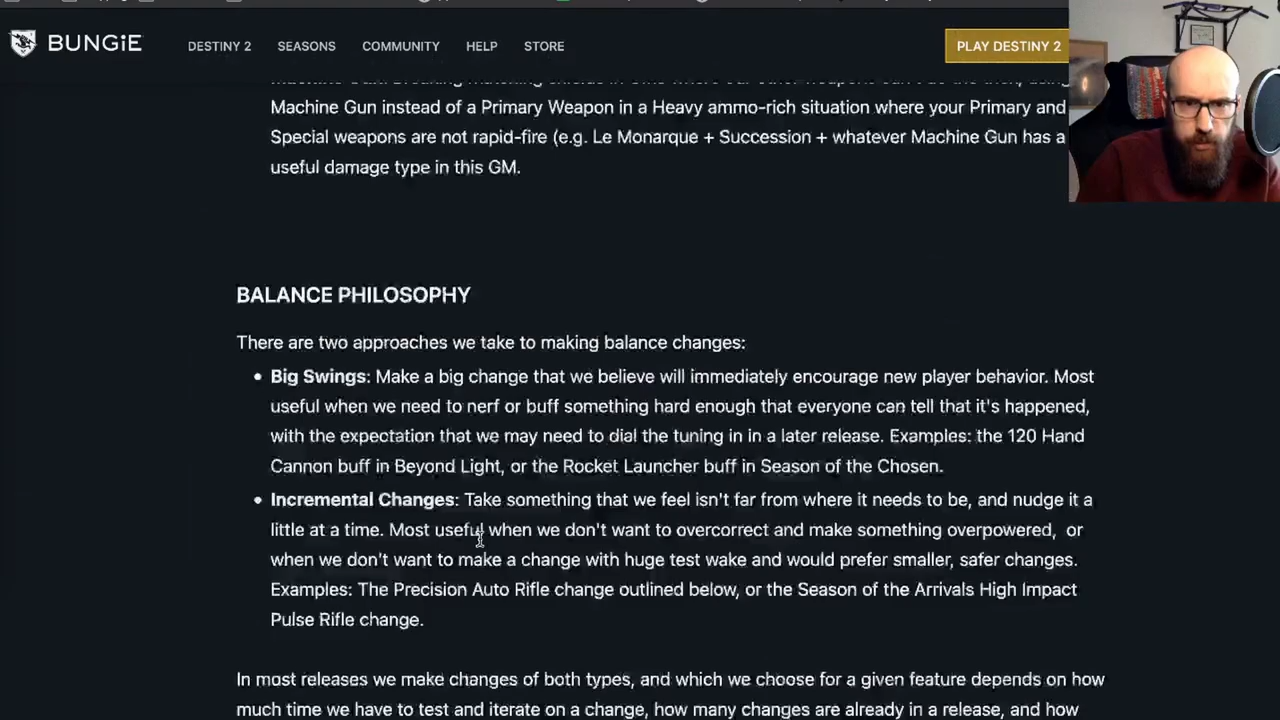 BUNGiE
DESTINY 2 SEASONS COMMUNITY HELP STORE
PLAY DESTINY 2
Machine Gun instead of a Primary Weapon in a Heavy ammo-rich situation where your Primary and
Special weapons are not rapid-fire (e.g. Le Monarque + Succession + whatever Machine Gun has a
useful damage type in this GM.
BALANCE PHILOSOPHY
There are two approaches we take to making balance changes:
• Big Swings: Make a big change that we believe will immediately encourage new player behavior. Most
useful when we need to nerf or buff something hard enough that everyone can tell that it's happened,
with the expectation that we may need to dial the tuning in in a later release. Examples: the 120 Hand
Cannon buff in Beyond Light, or the Rocket Launcher buff in Season of the Chosen.
• Incremental Changes: Take something that we feel isn't far from where it needs to be, and nudge it a
little at a time. Most useful when we don't want to overcorrect and make something overpowered, or
when we don't want to make a change with huge test wake and would prefer smaller, safer changes.
Examples: The Precision Auto Rifle change outlined below, or the Season of the Arrivals High Impact
Pulse Rifle change.
In most releases we make changes of both types, and which we choose for a given feature depends on how
much time we have to test and iterate on a change, how many changes are already in a release, and how